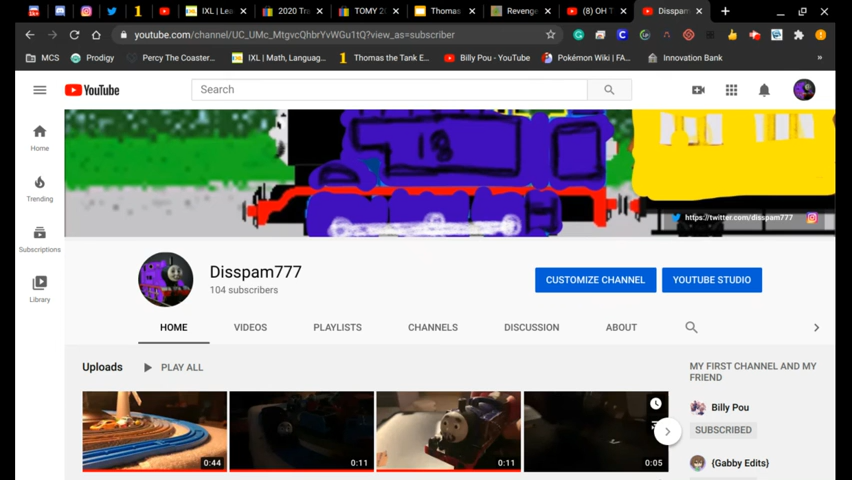 IXL | Lea
2020 Tra
TOMY 20
Thomas
Reveng
(8) OH T
Disspam
youtube.com/channel/UC_UMc_MtgvcQhbrYvWGu1tQ?view_as=subscriber
MCS
Prodigy
Percy The Coaster...
IXL | Math, Languag...
Thomas the Tank E...
Billy Pou - YouTube
Pokémon Wiki | FA...
Innovation Bank
»
YouTube
Search
Home
Trending
Subscriptions
Library
18
https://twitter.com/disspam777
Disspam777
104 subscribers
CUSTOMIZE CHANNEL
YOUTUBE STUDIO
HOME
VIDEOS
PLAYLISTS
CHANNELS
DISCUSSION
ABOUT
Uploads
PLAY ALL
MY FIRST CHANNEL AND MY
FRIEND
Billy Pou
SUBSCRIBED
{Gabby Edits}
0:44
0:11
0:11
0:05